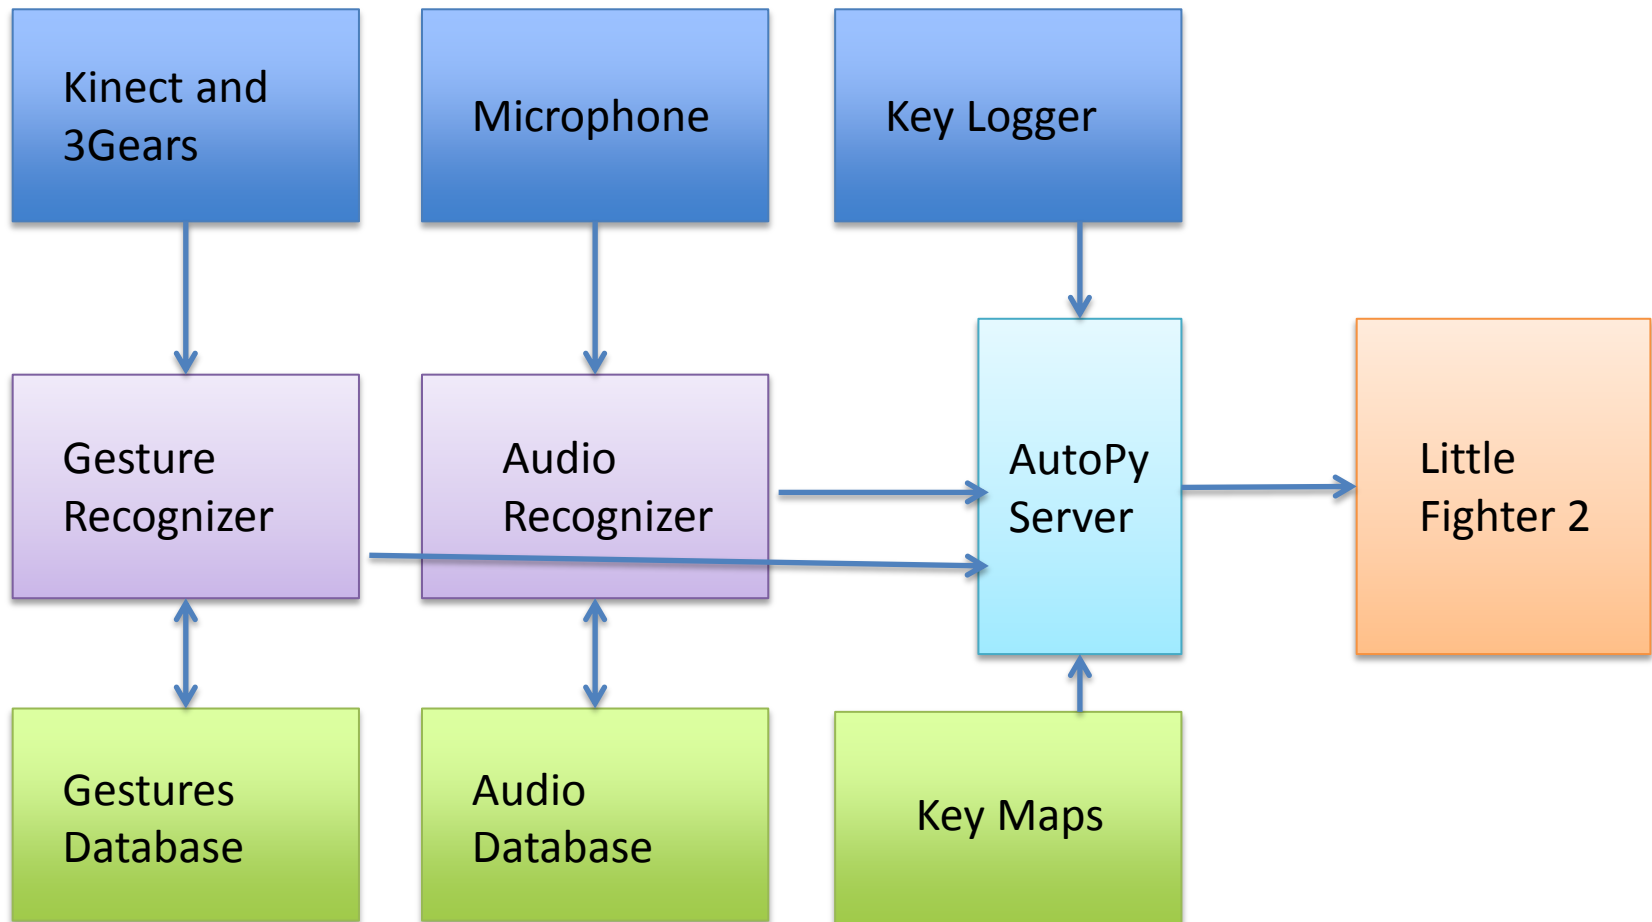 Kinect and
3Gears
Microphone
Key Logger
Gesture
Recognizer
Audio
Recognizer
AutoPy
Server
Little
Fighter 2
Gestures
Database
Audio
Database
Key Maps